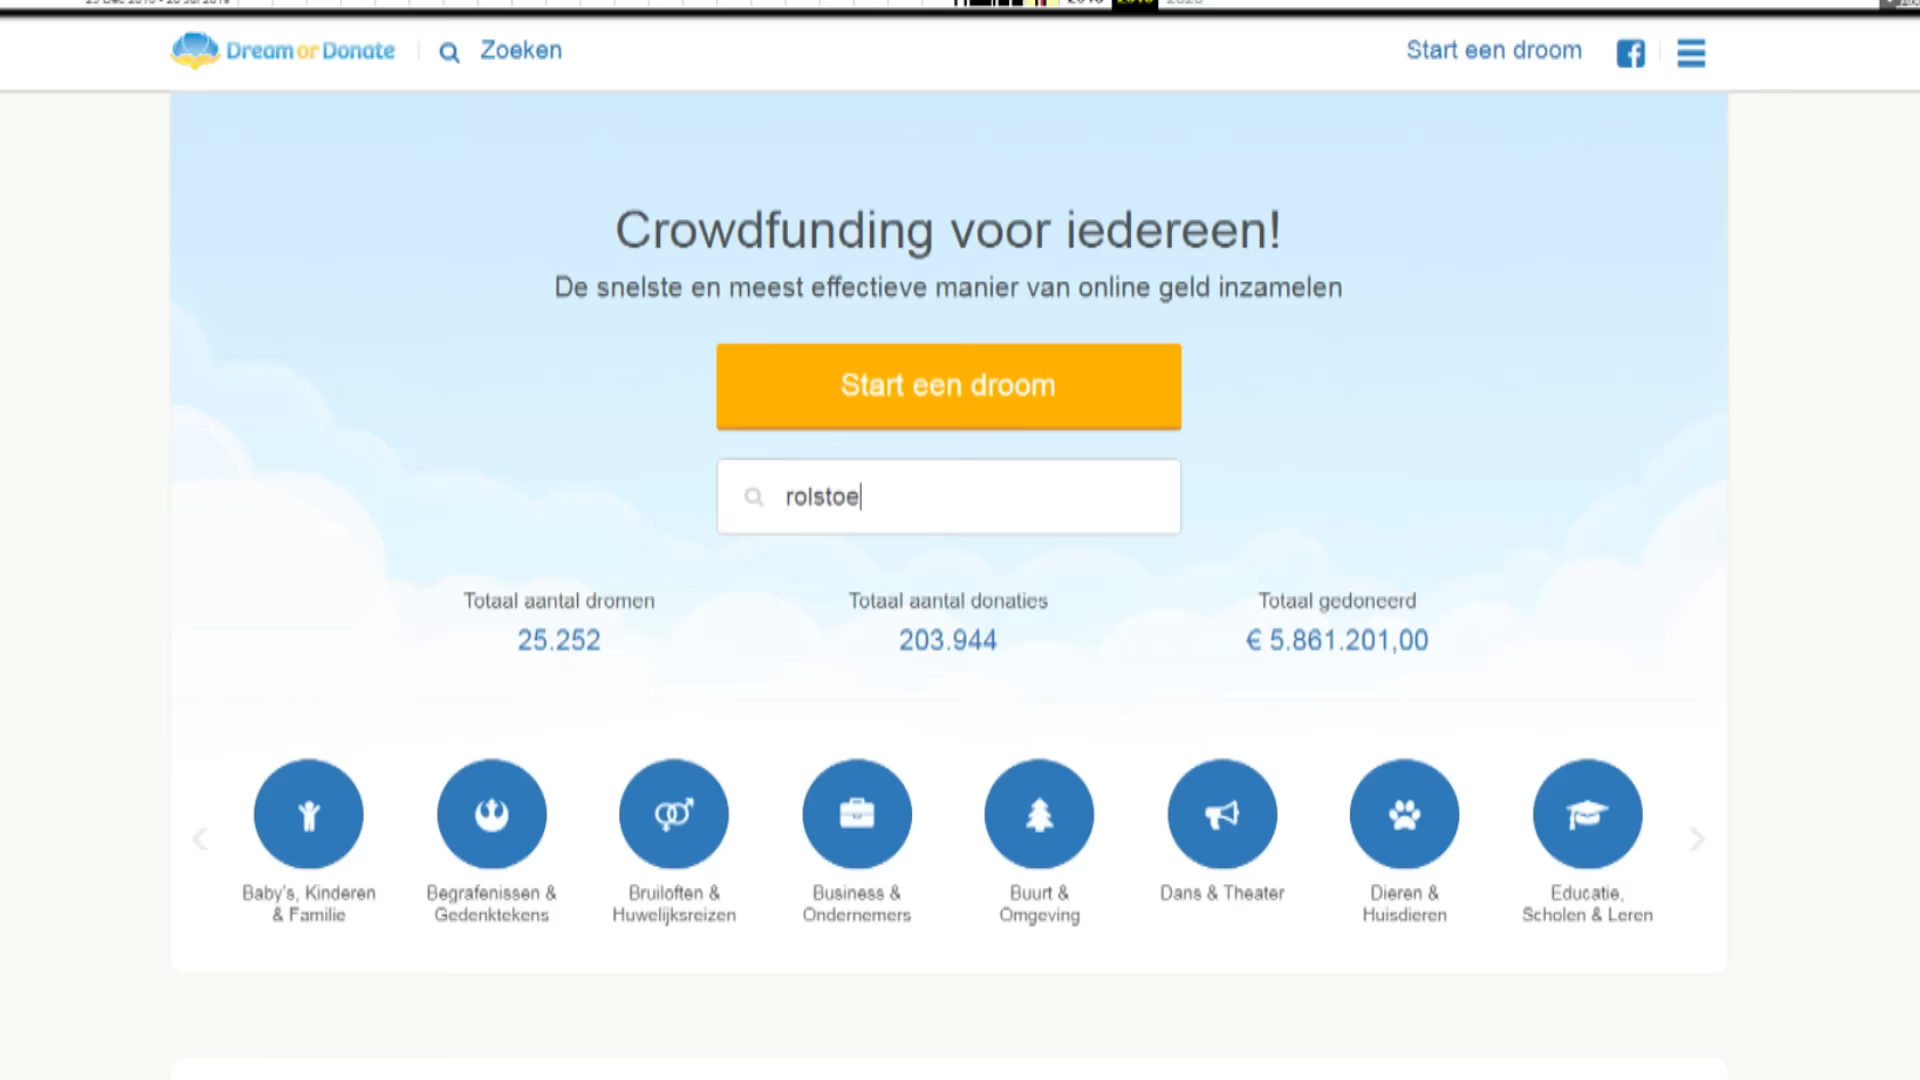 Dream or Donate
Zoeken
Start een droom
Crowdfunding voor iedereen!
De snelste en meest effectieve manier van online geld inzamelen
Start een droom
rolstoe
Totaal aantal dromen
Totaal aantal donaties
Totaal gedoneerd
25.252
203.944
€ 5.861.201,00
Baby's, Kinderen
& Familie
Begrafenissen &
Gedenktekens
Bruiloften &
Huwelijksreizen
Business &
Ondernemers
Buurt &
Omgeving
Dans & Theater
Dieren &
Huisdieren
Educatie,
Scholen & Leren